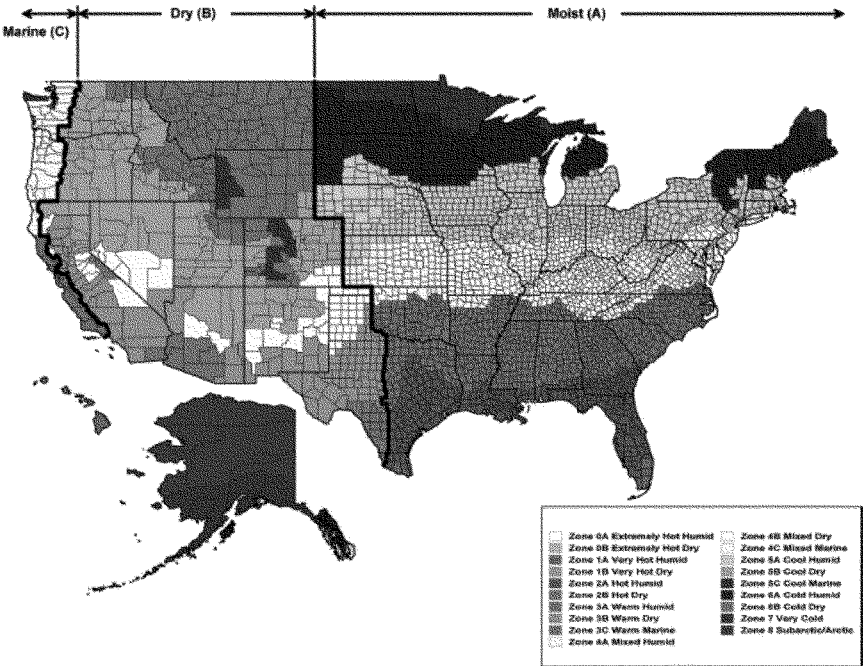 Dry (B)
Moist (A)
Marine (C)
Zone 0A Extremely Hot Humid
Zone 0B Extremely Hot Dry
Zone 1A Very Hot Humid
Zone 1B Very Hot Dry
Zone 2A Hot Humid
Zone 2B Hot Dry
Zone 3A Warm Humid
Zone 3B Warm Dry
Zone 3C Warm Marine
Zone 4A Mixed Humid
Zone 4B Mixed Dry
Zone 4C Mixed Marine
Zone 5A Cool Humid
Zone 5B Cool Dry
Zone 5C Cool Marine
Zone 6A Cold Humid
Zone 6B Cold Dry
Zone 7 Very Cold
Zone 8 Subarctic/Arctic